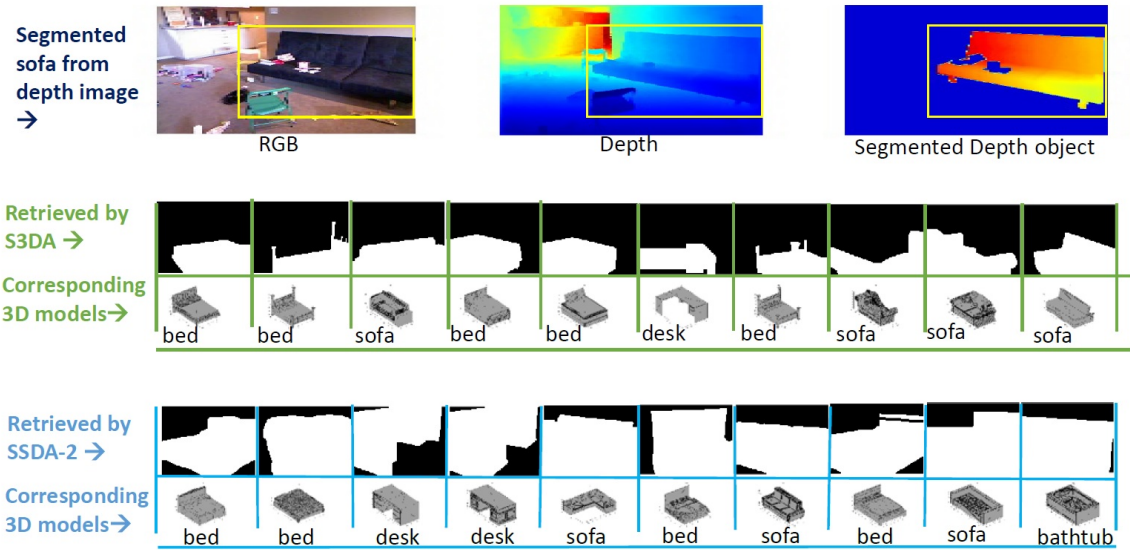 Segmented
sofa from
depth image
→
RGB
Depth
Segmented Depth object
Retrieved by
S3DA →
Corresponding
3D models→
bed
bed
sofa
bed
bed
desk
bed
sofa
sofa
sofa
Retrieved by
SSDA-2 →
Corresponding
3D models→
bed
bed
desk
desk
sofa
bed
sofa
bed
sofa
bathtub